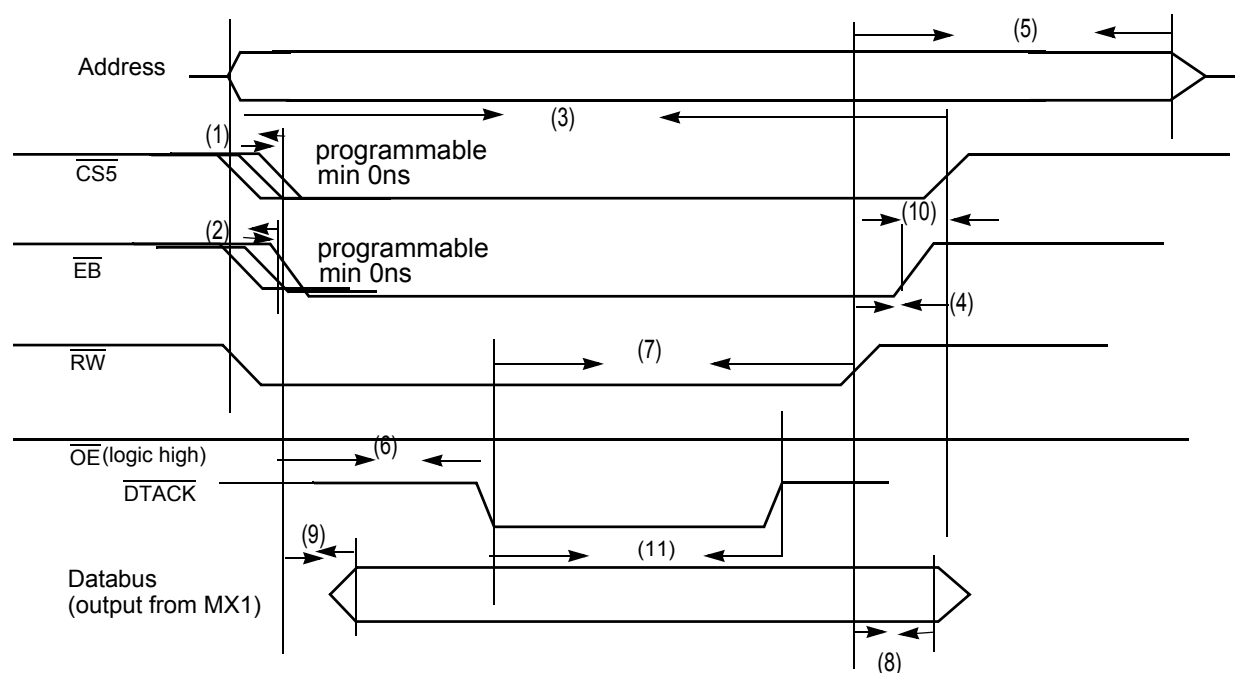 (5)
Address
(3)
(1)
programmable
min 0ns
CS5
(10)
(2)
programmable
min 0ns
EB
(4)
(7)
RW
(6)
OE (logic high)
DTACK
(9)
(11)
Databus
(output from MX1)
(8)